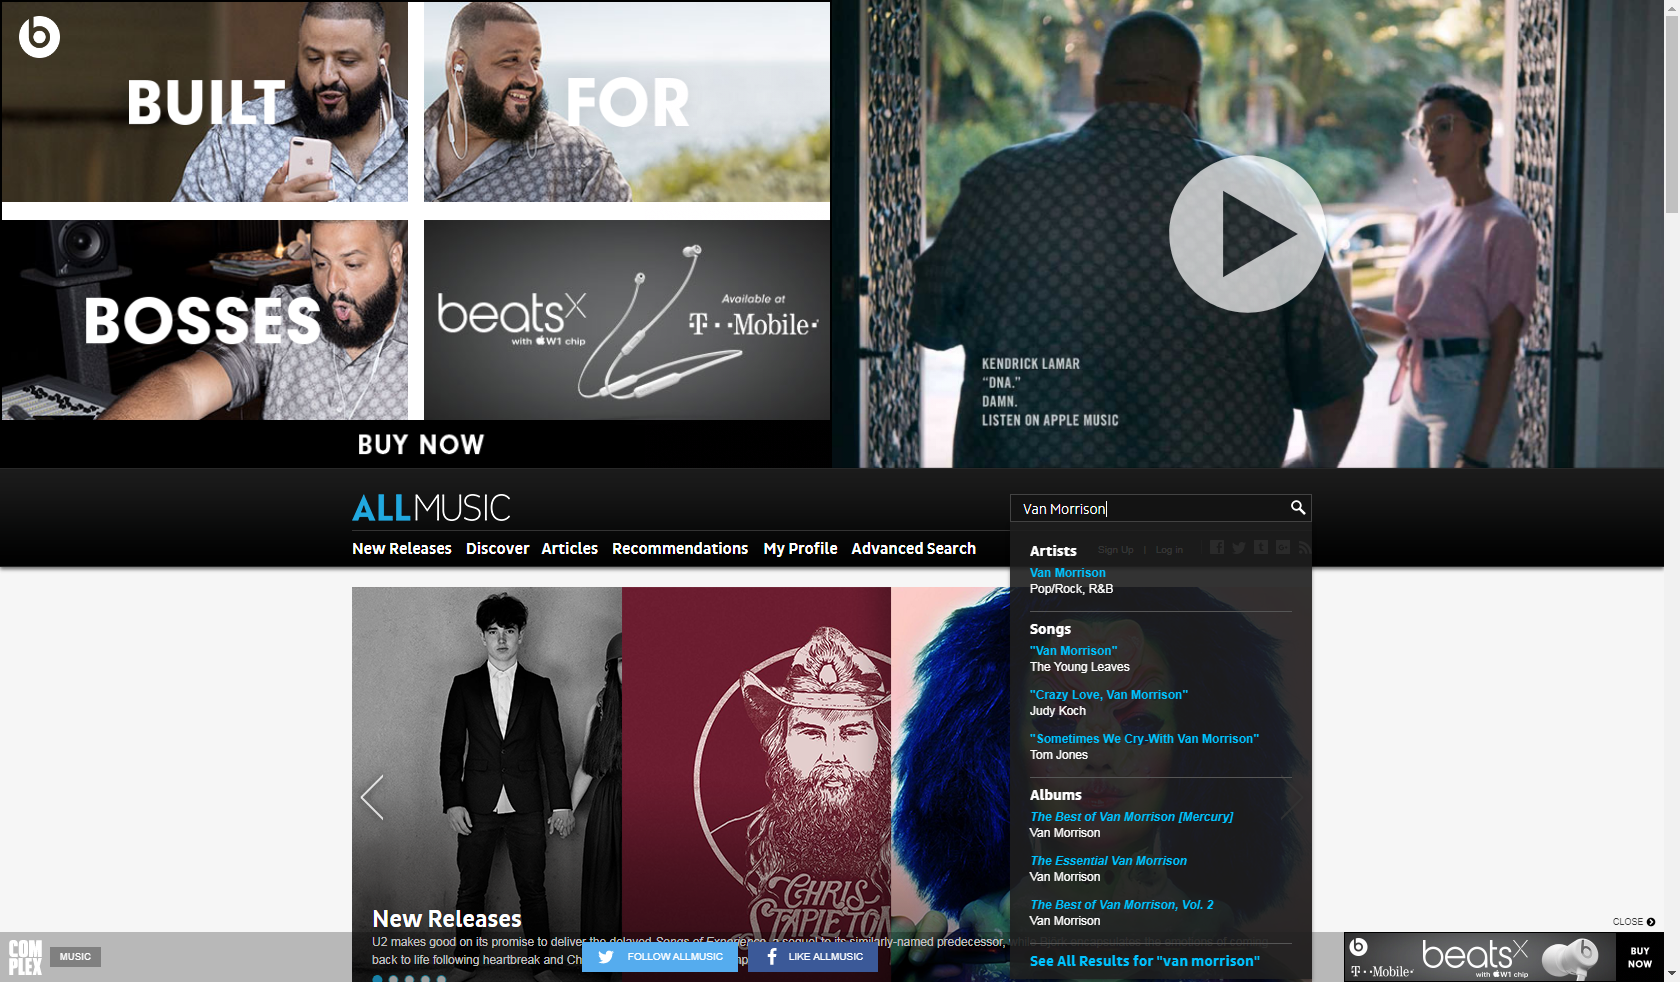 b
BUILT
FOR
BOSSES
beatsX
with W1 chip
Available at
T··Mobile·
BUY NOW
KENDRICK LAMAR
“DNA.”
DAMN.
LISTEN ON APPLE MUSIC
ALLMUSIC
Van Morrison
New Releases Discover Articles Recommendations My Profile Advanced Search
Artists
Sign Up | Log in
Van Morrison
Pop/Rock, R&B
Songs
"Van Morrison"
The Young Leaves
"Crazy Love, Van Morrison"
Judy Koch
"Sometimes We Cry-With Van Morrison"
Tom Jones
Albums
The Best of Van Morrison [Mercury]
Van Morrison
The Essential Van Morrison
Van Morrison
The Best of Van Morrison, Vol. 2
Van Morrison
See All Results for "van morrison"
CHRIS
STAPLETON
New Releases
U2 makes good on its promise to deliver the delayed Songs of Experience, a sequel to its similarly-named predecessor,
back to life following heartbreak and Ch
COMPLEX
MUSIC
FOLLOW ALLMUSIC
LIKE ALLMUSIC
CLOSE
b
T··Mobile·
beatsX
with W1 chip
BUY
NOW